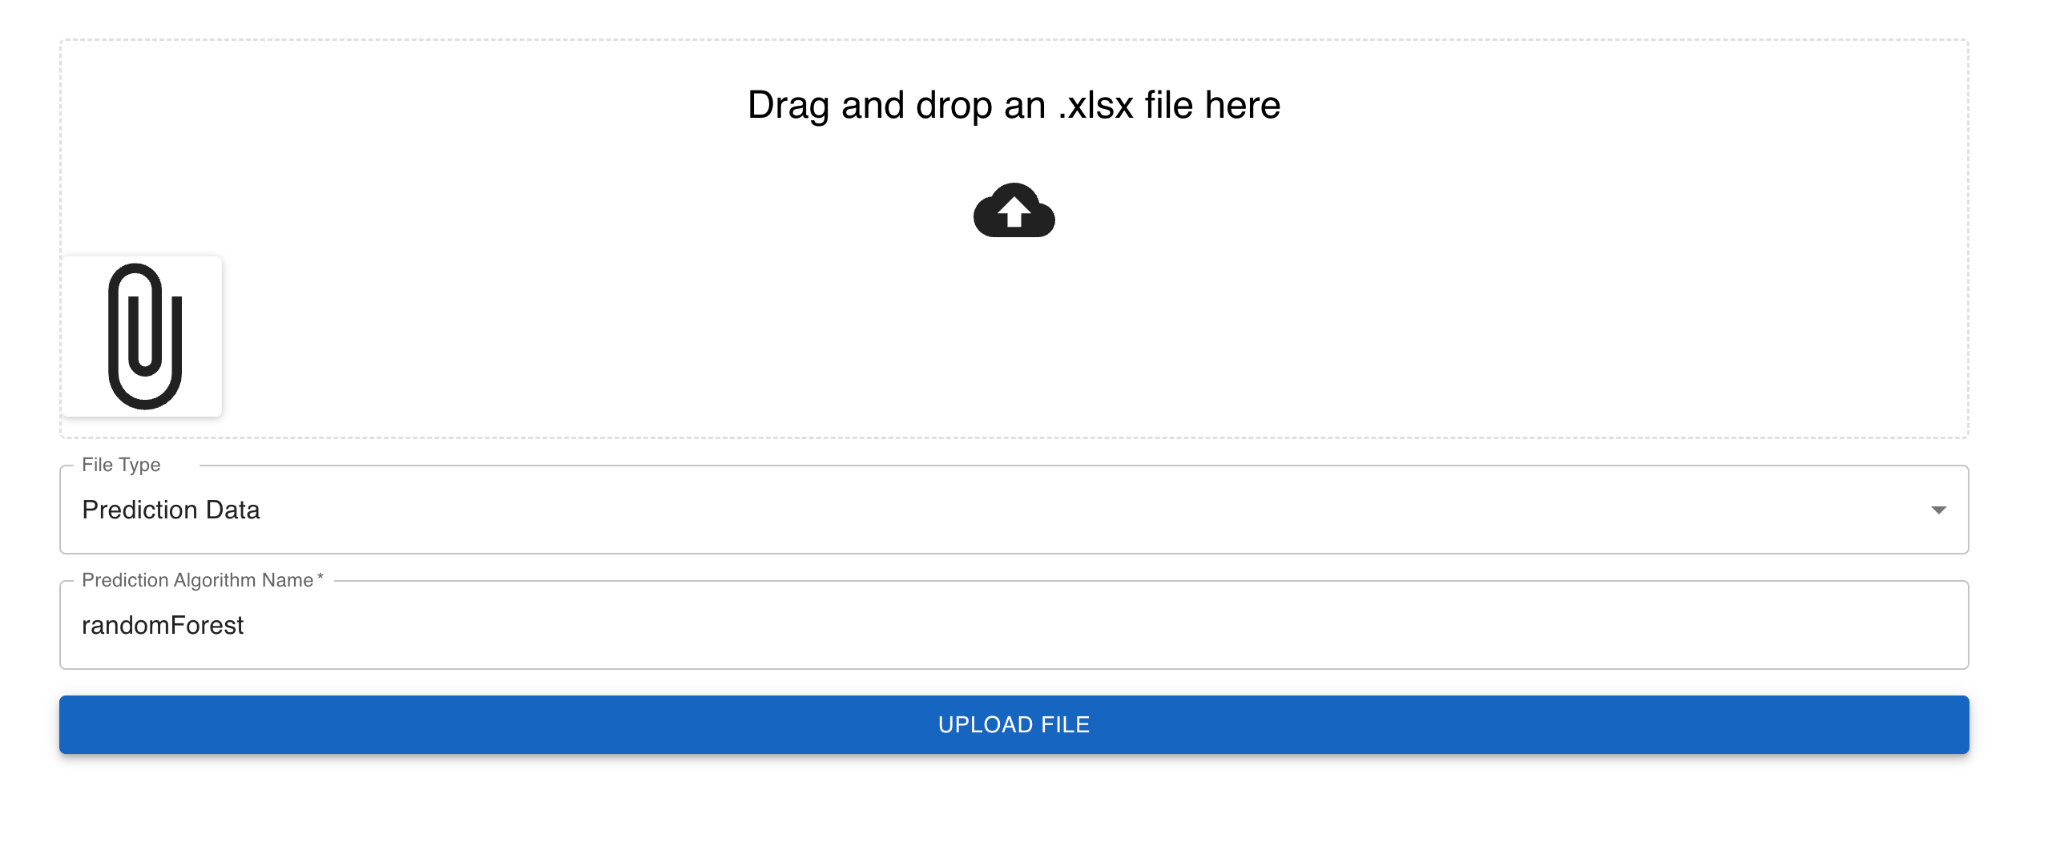 Drag and drop an .xlsx file here
File Type
Prediction Data
Prediction Algorithm Name *
randomForest
UPLOAD FILE